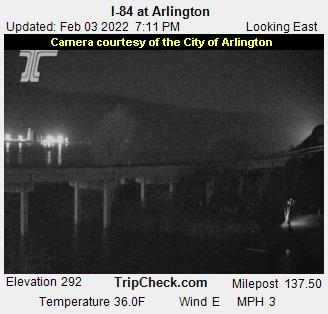 I-84 at Arlington
Updated: Feb 03 2022 7:11 PM Looking East
Camera courtesy of the City of Arlington
Elevation 292 TripCheck.com Milepost 137.50
Temperature 36.0F Wind E MPH 3